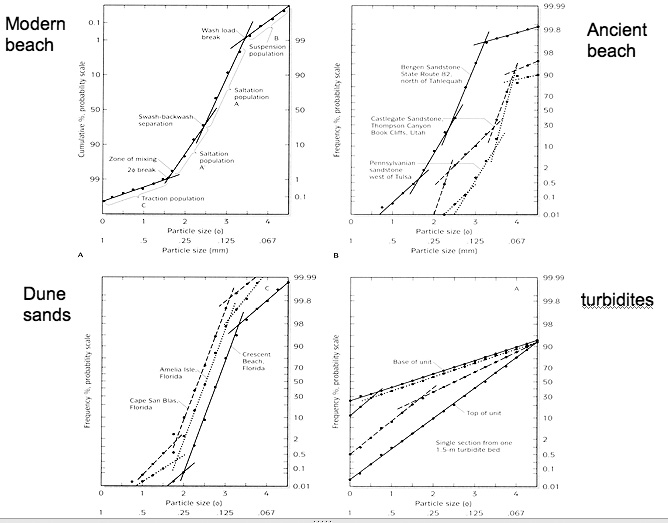 Modern
beach
Cumulative %, probability scale
0.1
1
10
50
90
99
Wash load
break
B
Suspension
population
Saltation
population
A
Swash-backwash
separation
Saltation
population
A
Zone of mixing
2ø break
Traction population
C
99
90
50
10
1
0.1
0 1 2 3 4
Particle size (ø)
1 .5 .25 .125 .067
Particle size (mm)
A
Ancient
beach
Frequency %, probability scale
Bergen Sandstone
State Route 82,
north of Tahlequah
Castlegate Sandstone,
Thompson Canyon
Book Cliffs, Utah
Pennsylvanian
sandstone
west of Tulsa
99.99
99.8
98
90
70
50
30
10
2
0.5
0.1
0.01
0 1 2 3 4
Particle size (ø)
1 .5 .25 .125 .067
Particle size (mm)
B
Dune
sands
Frequency %, probability scale
C
Amelia Isle,
Florida
Crescent
Beach,
Florida
Cape San Blas,
Florida
99.99
99.8
98
90
70
50
30
10
2
0.5
0.1
0.01
0 1 2 3 4
Particle size (ø)
1 .5 .25 .125 .067
turbidites
Frequency %, probability scale
A
Base of unit
Top of unit
Single section from one
1.5 m turbidite bed
99.99
99.8
98
90
70
50
30
10
2
0.5
0.1
0.01
0 1 2 3 4
Particle size (ø)
1 .5 .25 .125 .067